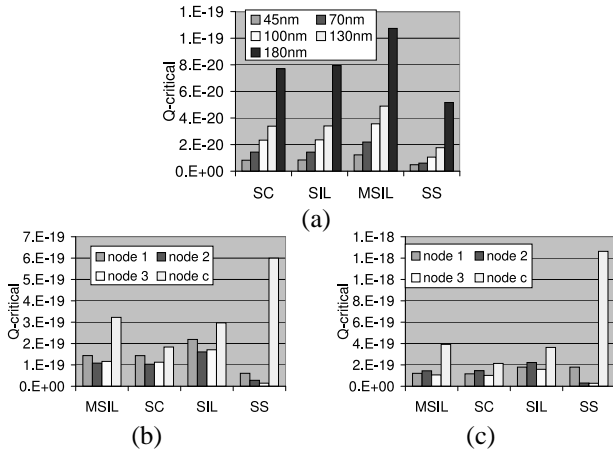 45nm 70nm
100nm 130nm
180nm
Q-critical
1.E-19
1.E-19
8.E-20
6.E-20
4.E-20
2.E-20
0.E+00
SC SIL MSIL SS
(a)
node 1 node 2
node 3 node c
Q-critical
7.E-19
6.E-19
5.E-19
4.E-19
3.E-19
2.E-19
1.E-19
0.E+00
MSIL SC SIL SS
(b)
node 1 node 2
node 3 node c
Q-critical
1.E-18
1.E-18
8.E-19
6.E-19
4.E-19
2.E-19
0.E+00
MSIL SC SIL SS
(c)